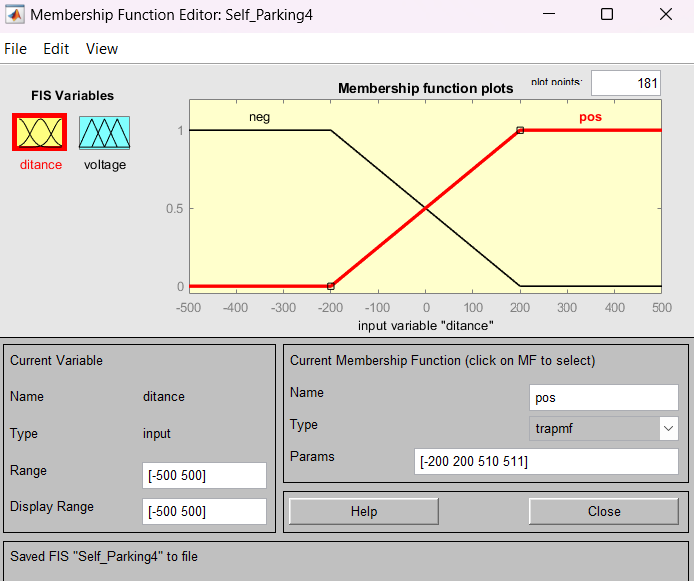 Membership Function Editor: Self_Parking4
File Edit View
FIS Variables
Membership function plots
plot points:
181
ditance
voltage
neg
pos
1
0.5
0
-500 -400 -300 -200 -100 0 100 200 300 400 500
input variable "ditance"
Current Variable
Name ditance
Type input
Range [-500 500]
Display Range [-500 500]
Current Membership Function (click on MF to select)
Name pos
Type trapmf
Params [-200 200 510 511]
Help Close
Saved FIS "Self_Parking4" to file